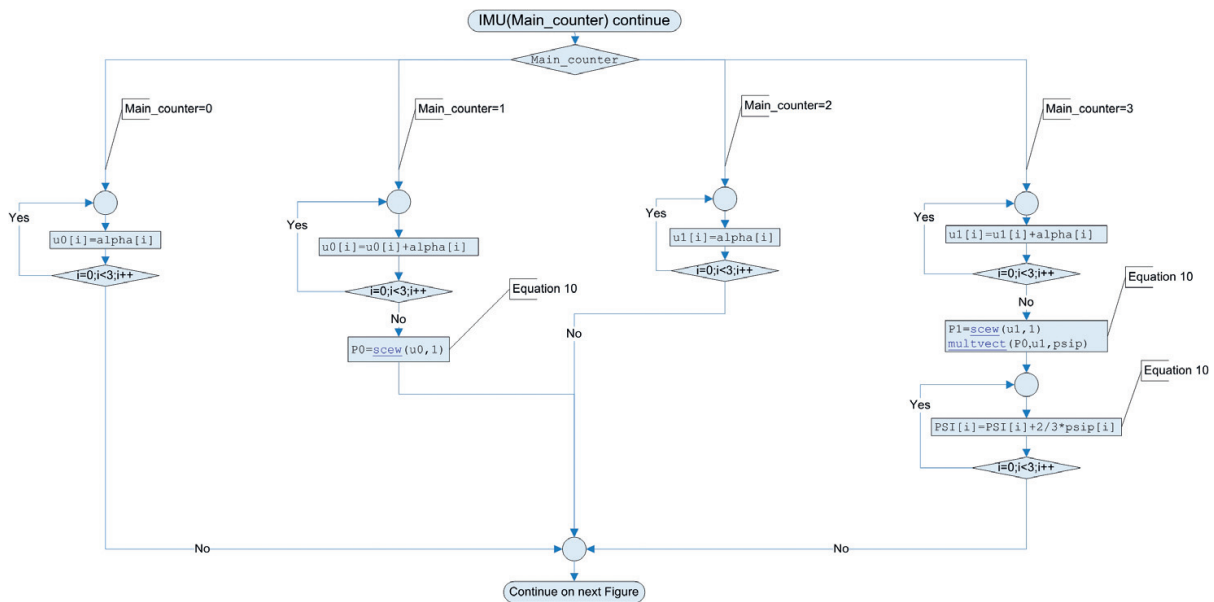 IMU(Main_counter) continue
Main_counter
Main_counter=0
Main_counter=1
Main_counter=2
Main_counter=3
Yes
u0[i]=alpha[i]
i=0;i<3;i++
Yes
u0[i]=u0[i]+alpha[i]
i=0;i<3;i++
No
Equation 10
P0=scew(u0,1)
Yes
u1[i]=alpha[i]
i=0;i<3;i++
No
Yes
u1[i]=u1[i]+alpha[i]
i=0;i<3;i++
No
Equation 10
P1=scew(u1,1)
multvect(P0,u1,psip)
Equation 10
Yes
PSI[i]=PSI[i]+2/3*psip[i]
i=0;i<3;i++
No
No
Continue on next Figure